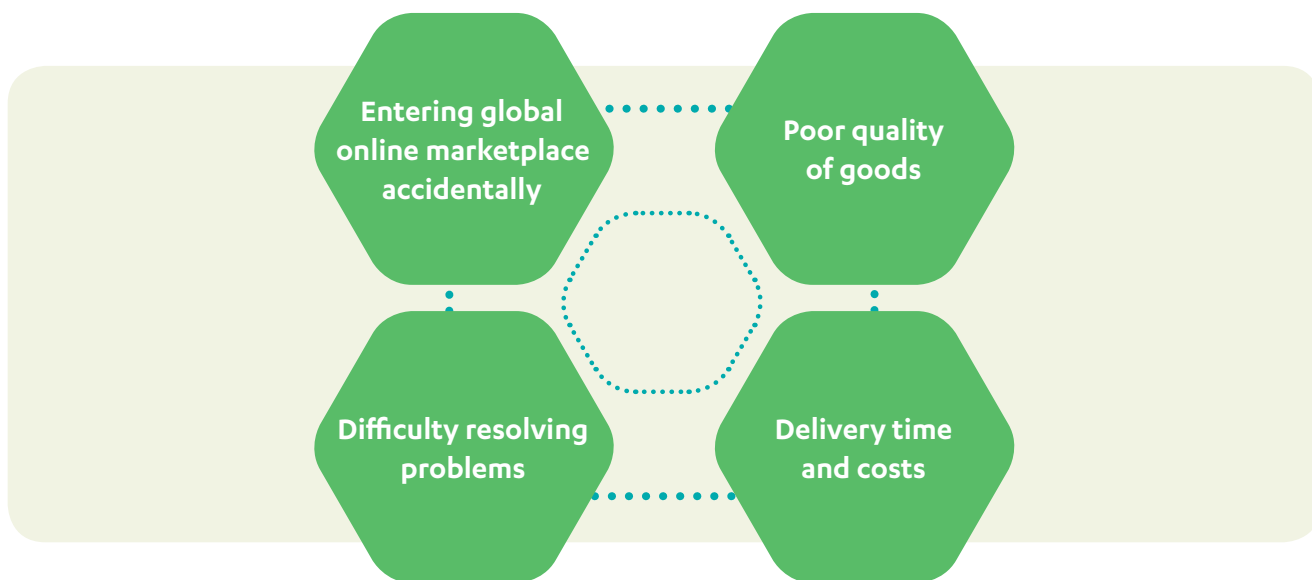 Entering global
online marketplace
accidentally
Poor quality
of goods
Difficulty resolving
problems
Delivery time
and costs